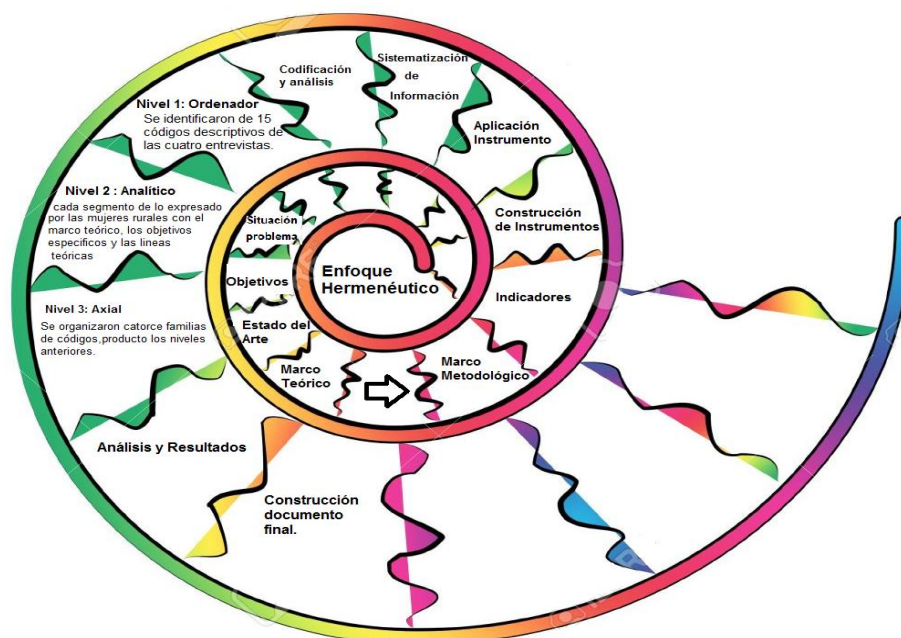 Enfoque
Hermenéutico
Situación
problema
Objetivos
Estado del
Arte
Marco
Teórico
Marco
Metodológico
Indicadores
Construcción
de Instrumentos
Aplicación
Instrumento
Sistematización
de
Información
Codificación
y análisis
Nivel 1: Ordenador
Se identificaron de 15
códigos descriptivos de
las cuatro entrevistas.
Nivel 2 : Analítico
cada segmento de lo expresado
por las mujeres rurales con el
marco teórico, los objetivos
especificos y las lineas
teóricas
Nivel 3: Axial
Se organizaron catorce familias
de códigos,producto los niveles
anteriores.
Análisis y Resultados
Construcción
documento
final.